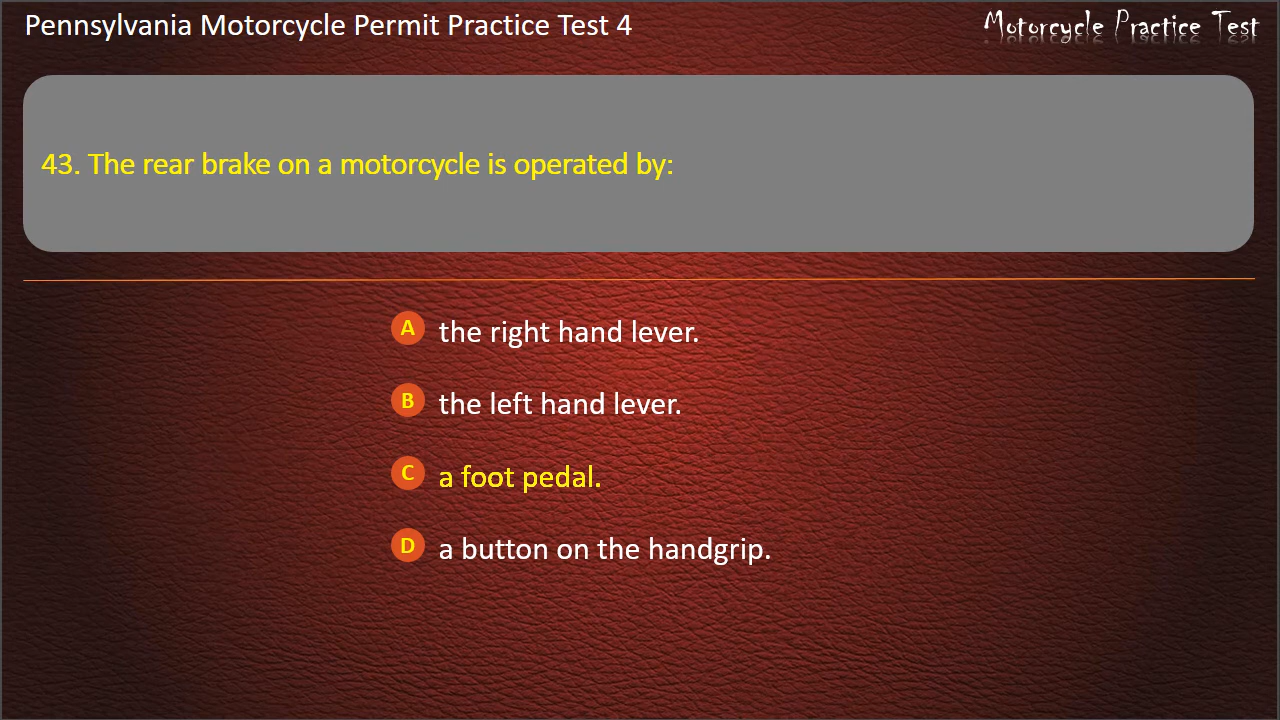 Pennsylvania Motorcycle Permit Practice Test 4
Motorcycle Practice Test
43. The rear brake on a motorcycle is operated by:
A the right hand lever.
B the left hand lever.
C a foot pedal.
D a button on the handgrip.